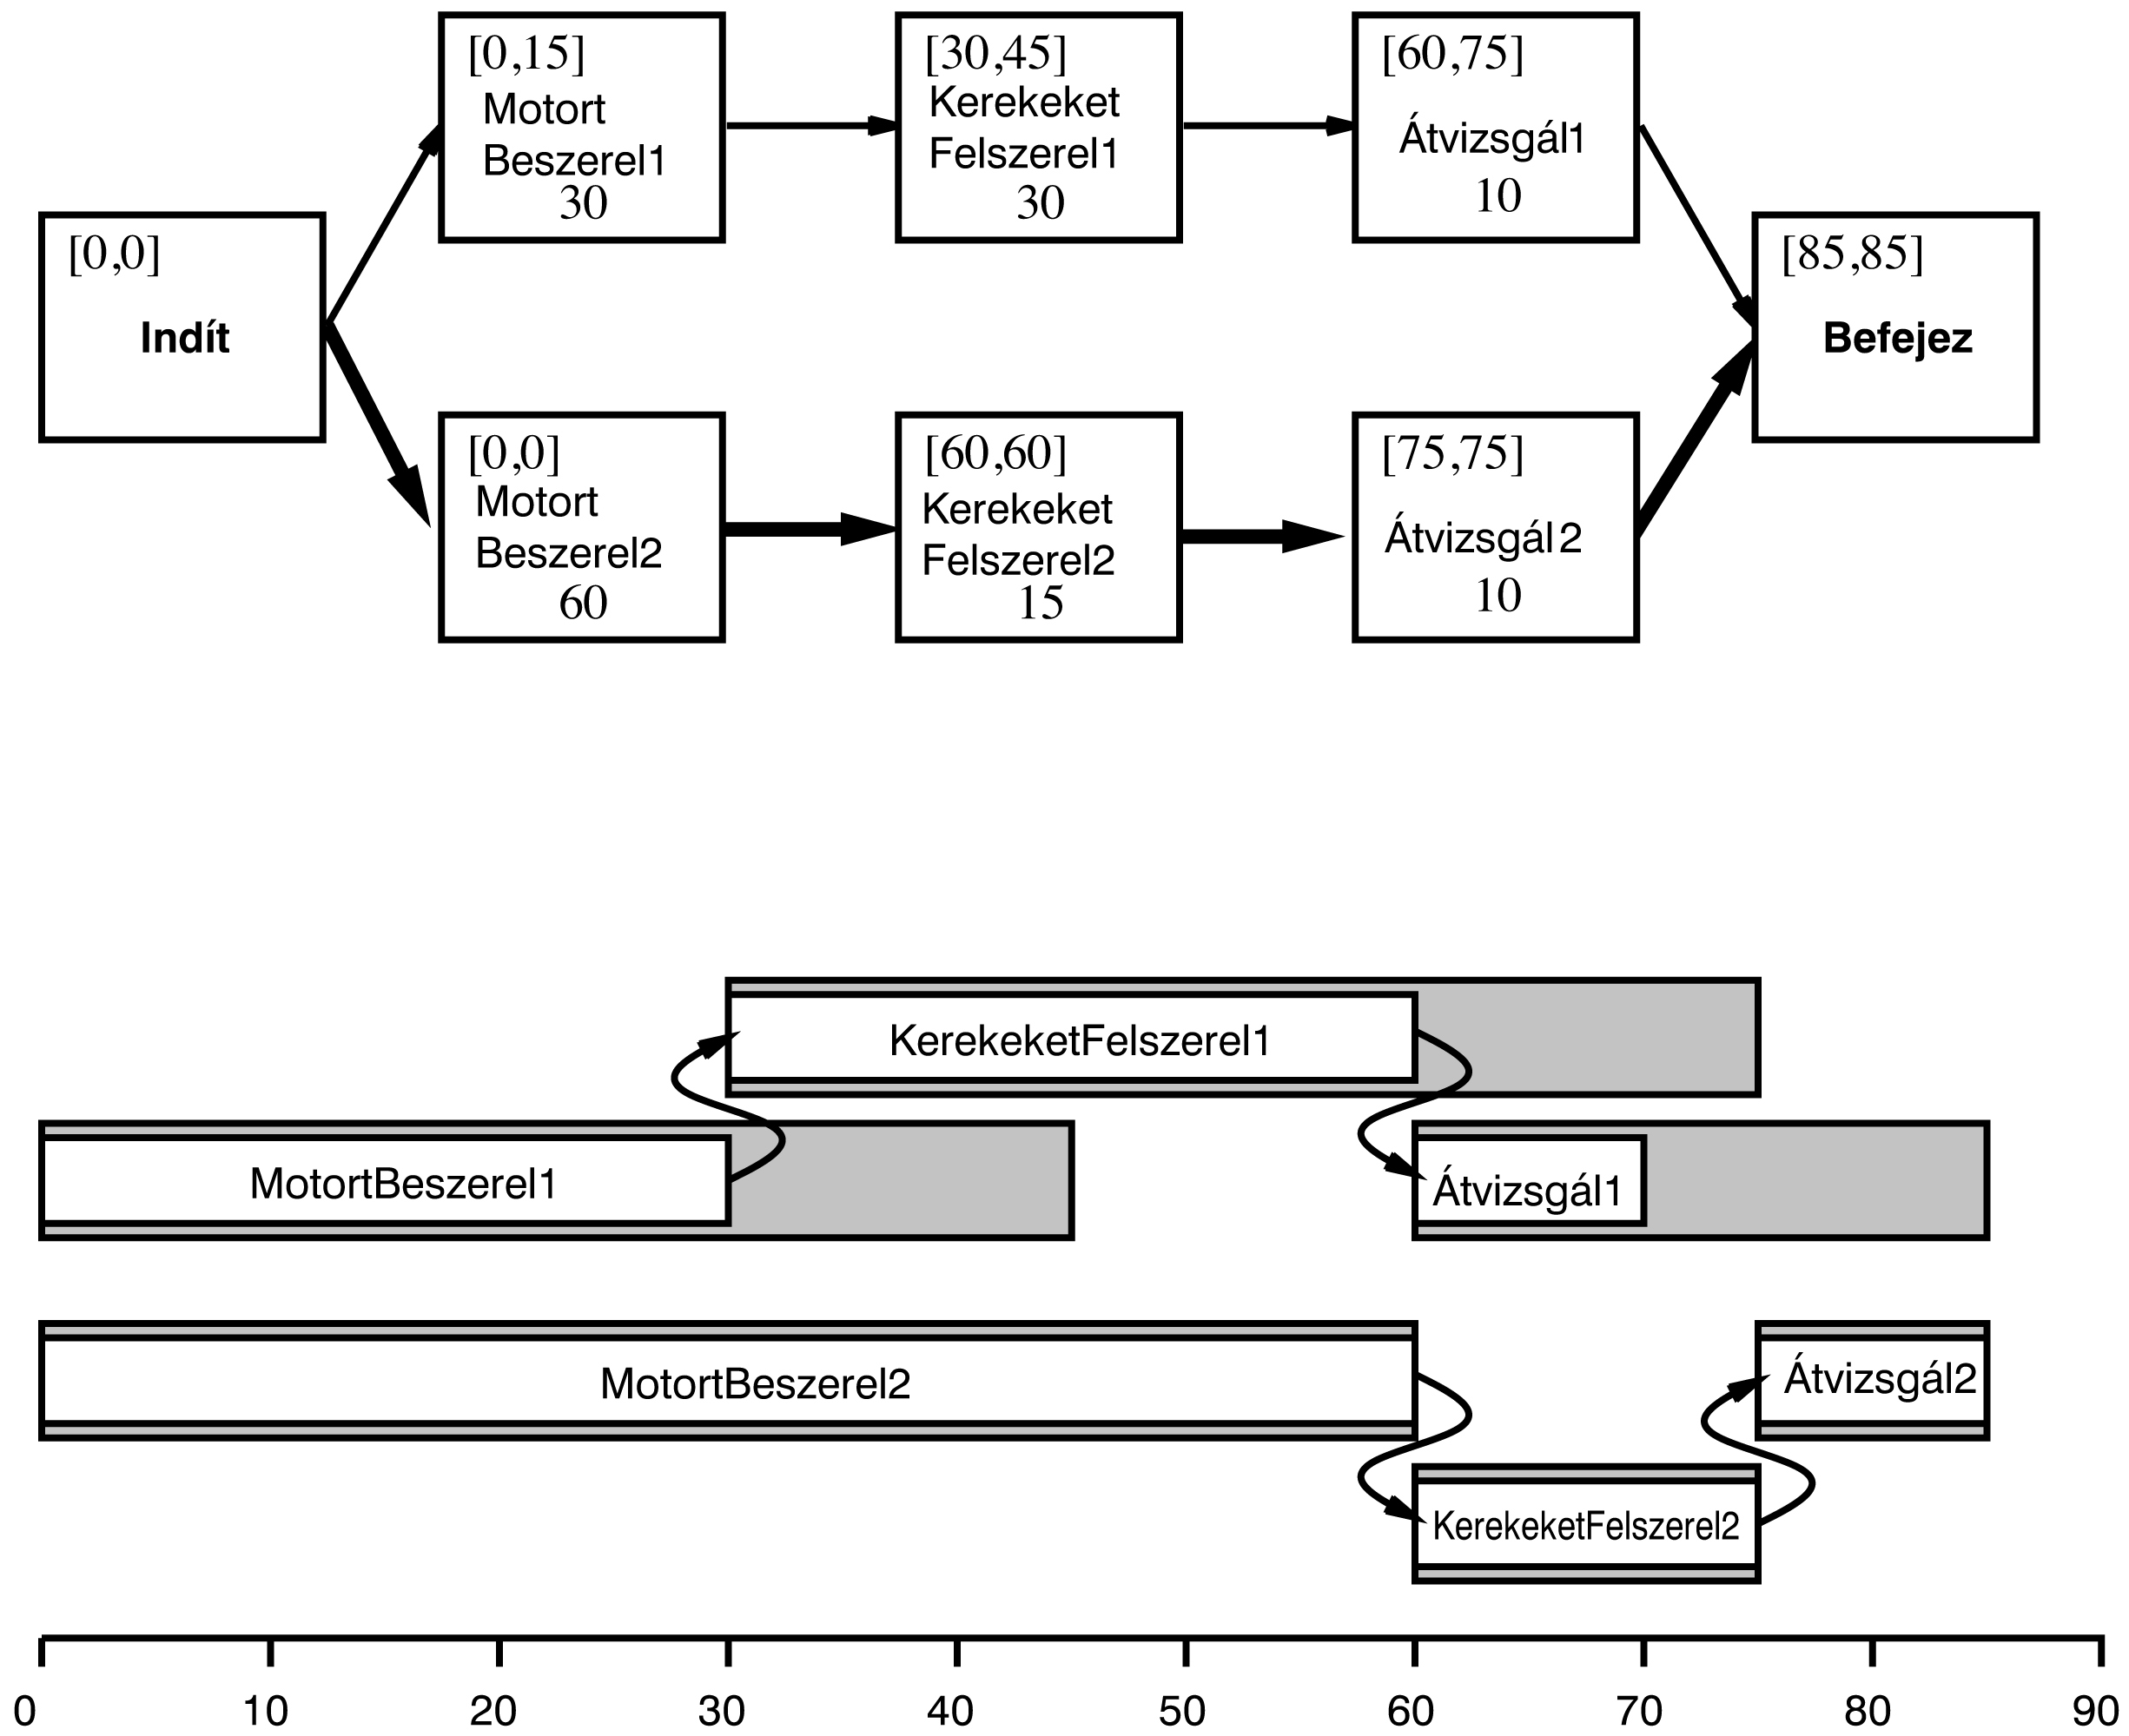 [0,0]
Indít
[0,15]
Motort
Beszerel1
30
[30,45]
Kerekeket
Felszerel1
30
[60,75]
Átvizsgál1
10
[0,0]
Motort
Beszerel2
60
[60,60]
Kerekeket
Felszerel2
15
[75,75]
Átvizsgál 2
10
[85,85]
Befejez
KerekeketFelszerel1
MotortBeszerel1
Átvizsgál1
MotortBeszerel2
Átvizsgál2
KerekeketFelszerel2
0 10 20 30 40 50 60 70 80 90